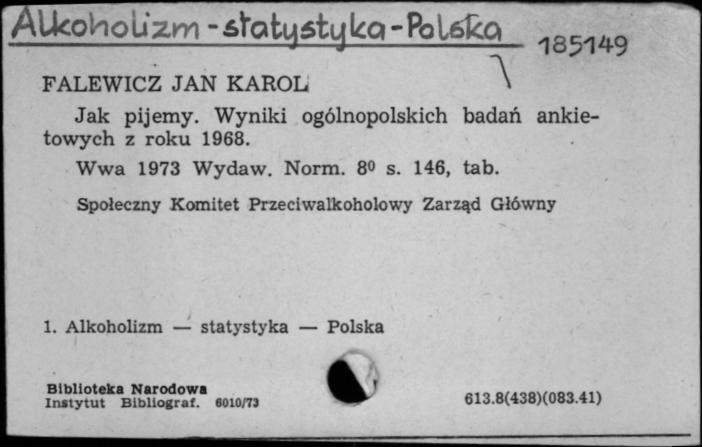 Alkoholizm - statystyka - Polska
185149
FALEWICZ JAN KAROL
Jak pijemy. Wyniki ogólnopolskich badań ankie-
towych z roku 1968.
Wwa 1973 Wydaw. Norm. 8⁰ s. 146, tab.
Społeczny Komitet Przeciwalkoholowy Zarząd Główny
1. Alkoholizm — statystyka — Polska
Biblioteka Narodowa
Instytut Bibliograf. 6010/73
613.8(438)(083.41)